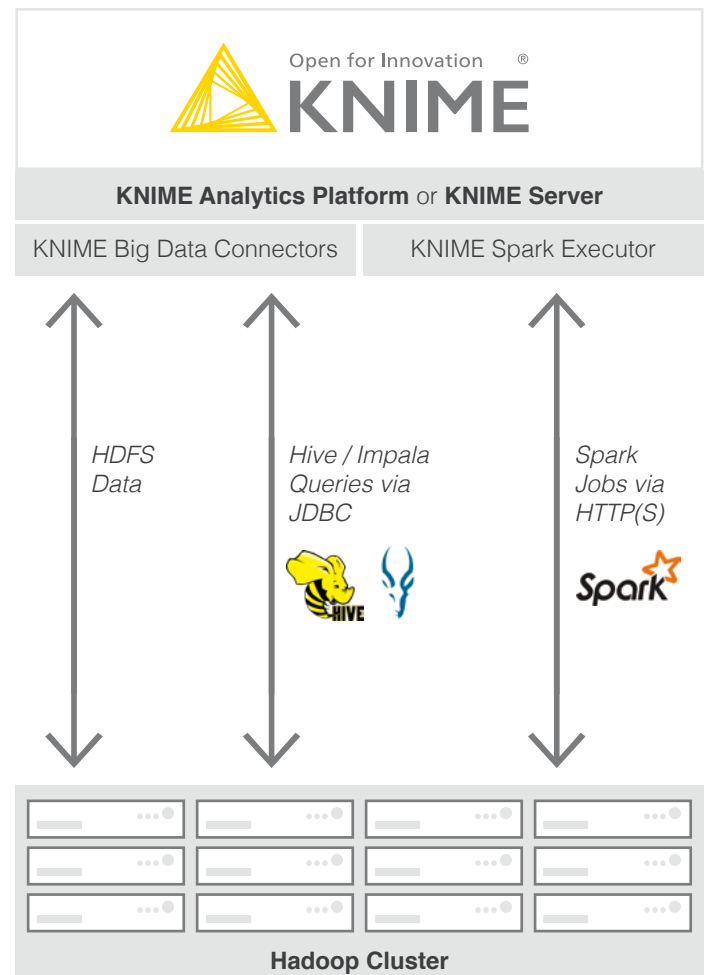 Open for Innovation ®
KNIME
KNIME Analytics Platform or KNIME Server
KNIME Big Data Connectors
KNIME Spark Executor
HDFS
Data
Hive / Impala
Queries via
JDBC
HIVE
Spark
Jobs via
HTTP(S)
Spark
Hadoop Cluster